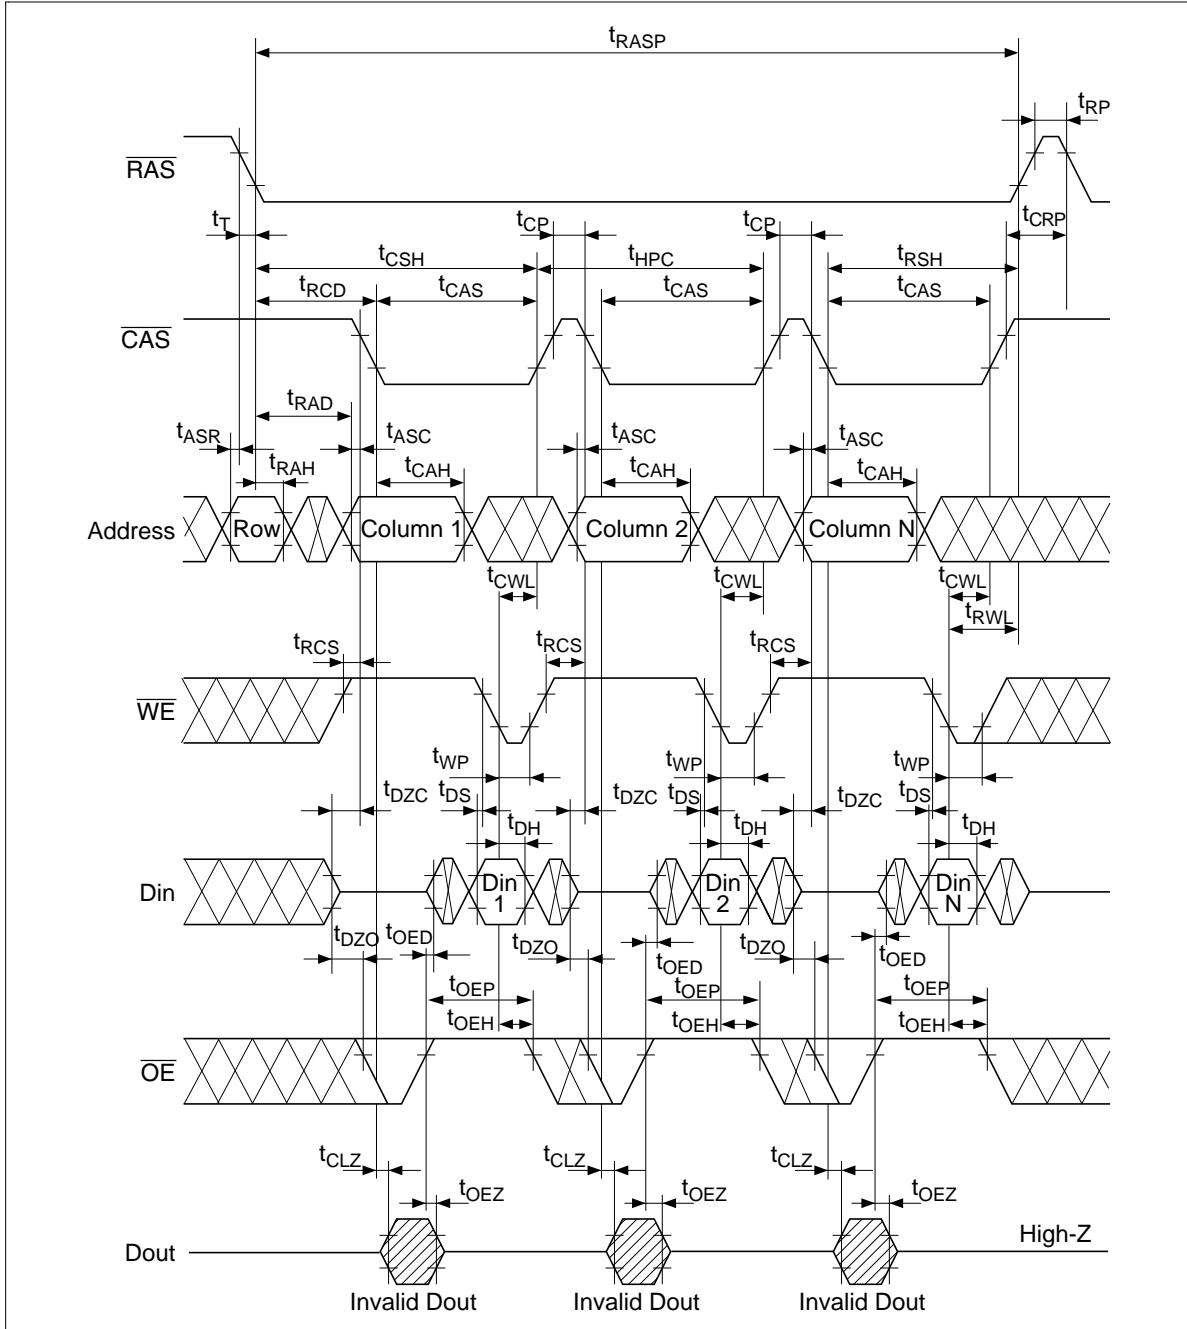 tRASP
tRP
RAS
tT
tCP
tCP
tCRP
tCSH
tHPC
tRSH
tRCD
tCAS
tCAS
tCAS
CAS
tRAD
tASR
tASC
tASC
tASC
tRAH
tCAH
tCAH
tCAH
Address
Row
Column 1
Column 2
Column N
tCWL
tCWL
tCWL
tRWL
tRCS
tRCS
tRCS
WE
tWP
tWP
tWP
tDZC
tDS
tDZC
tDS
tDZC
tDS
tDH
tDH
tDH
Din
Din
1
Din
2
Din
N
tDZO
tOED
tDZO
tOED
tDZO
tOED
tOEP
tOEP
tOEP
tOEH
tOEH
tOEH
OE
tCLZ
tCLZ
tCLZ
tOEZ
tOEZ
tOEZ
Dout
High-Z
Invalid Dout
Invalid Dout
Invalid Dout